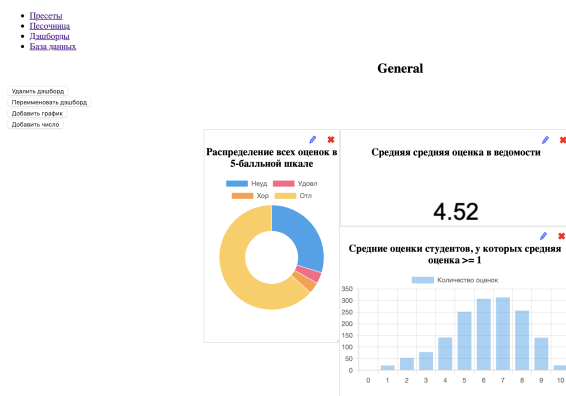 Пресеты
Песочница
Дэшборды
База данных
General
Удалить дэшборд
Переименовать дэшборд
Добавить график
Добавить число
Распределение всех оценок в
5-балльной шкале
Неуд Удовл
Хор Отл
Средняя средняя оценка в ведомости
4.52
Средние оценки студентов, у которых средняя
оценка >= 1
Количество оценок
350
300
250
200
150
100
50
0
0 1 2 3 4 5 6 7 8 9 10